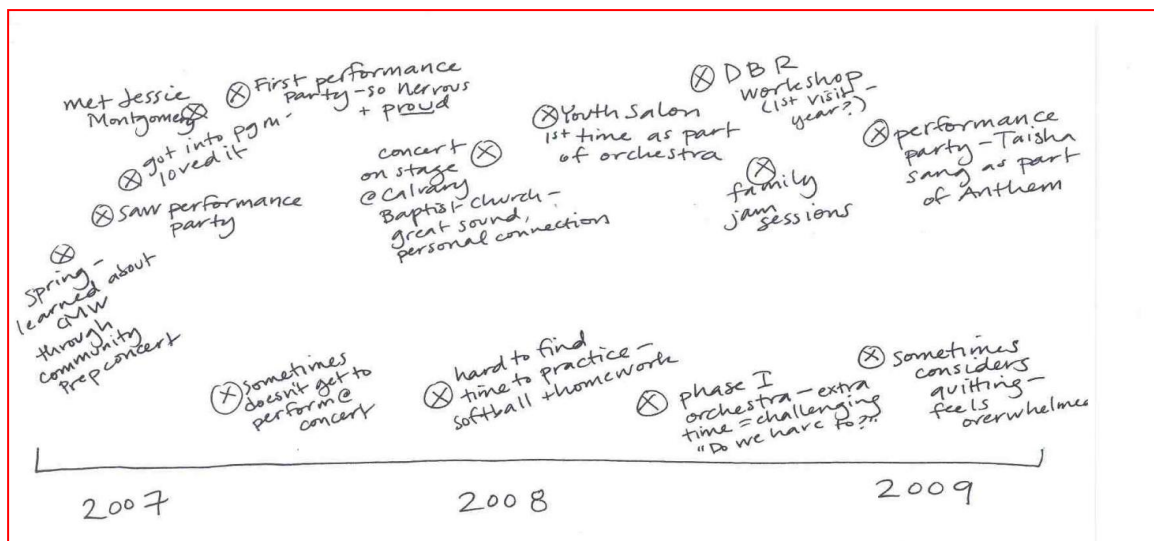 met Jessie
Montgomery
First performance
party - so nervous
+ proud
got into pgm -
loved it
saw performance
party
Spring -
learned about
CMW
through
community
prep concert
concert
on stage
@ Calvary
Baptist Church -
great sound,
personal connection
Youth Salon
1st time as part
of orchestra
DBR
workshop
(1st visit -
year?)
family
jam
sessions
performance
party - Taisha
sang as part
of Anthem
sometimes
doesn't get to
perform @
concert
hard to find
time to practice -
softball + homework
phase I
orchestra - extra
time = challenging
"Do we have to?"
sometimes
considers
quitting -
feels
overwhelmed
2007
2008
2009